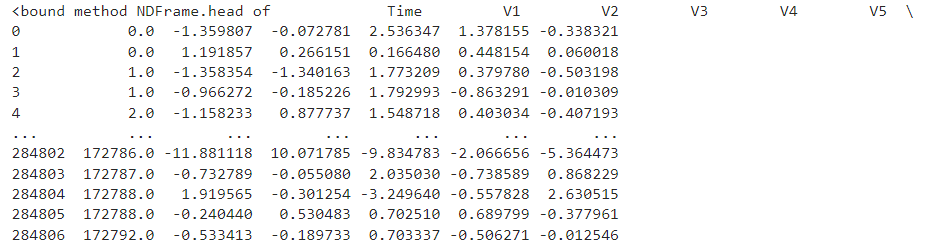 <bound method NDFrame.head of             Time         V1         V2        V3        V4        V5  \
0            0.0  -1.359807  -0.072781  2.536347  1.378155 -0.338321
1            0.0   1.191857   0.266151  0.166480  0.448154  0.060018
2            1.0  -1.358354  -1.340163  1.773209  0.379780 -0.503198
3            1.0  -0.966272  -0.185226  1.792993 -0.863291 -0.010309
4            2.0  -1.158233   0.877737  1.548718  0.403034 -0.407193
...          ...        ...        ...       ...       ...       ...
284802  172786.0 -11.881118  10.071785 -9.834783 -2.066656 -5.364473
284803  172787.0  -0.732789  -0.055080  2.035030 -0.738589  0.868229
284804  172788.0   1.919565  -0.301254 -3.249640 -0.557828  2.630515
284805  172788.0  -0.240440   0.530483  0.702510  0.689799 -0.377961
284806  172792.0  -0.533413  -0.189733  0.703337 -0.506271 -0.012546